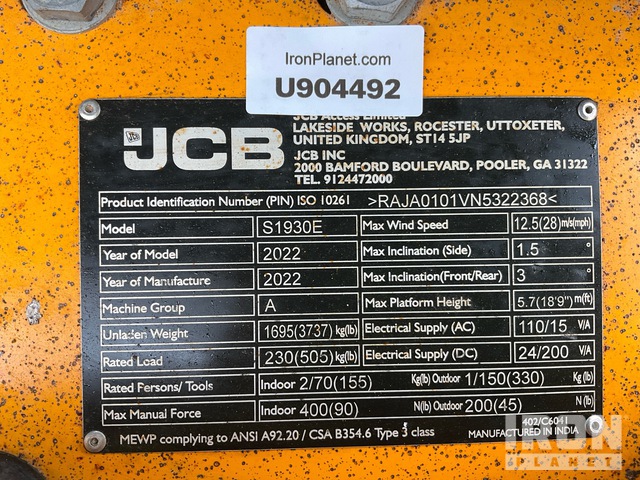 IronPlanet.com
U904492
JCB Access Limited
LAKESIDE WORKS, ROCESTER, UTTOXETER,
UNITED KINGDOM, ST14 5JP
JCB
JCB INC
2000 BAMFORD BOULEVARD, POOLER, GA 31322
TEL. 9124472000
Product Identification Number (PIN) ISO 10261 >RAJA0101VN5322368<
Model S1930E Max Wind Speed 12.5(28) m/s(mph)
Year of Model 2022 Max Inclination (Side) 1.5 °
Year of Manufacture 2022 Max Inclination(Front/Rear) 3 °
Machine Group A Max Platform Height 5.7(18'9") m(ft)
Unladen Weight 1695(3737) kg(lb) Electrical Supply (AC) 110/15 V/A
Rated Load 230(505) kg(lb) Electrical Supply (DC) 24/200 V/A
Rated Persons/ Tools Indoor 2/70(155) Kg(lb) Outdoor 1/150(330) Kg (lb)
Max Manual Force Indoor 400(90) N(lb) Outdoor 200(45) N (lb)
402/C6041
MEWP complying to ANSI A92.20 / CSA B354.6 Type 3 class MANUFACTURED IN INDIA
IRON
PLANET